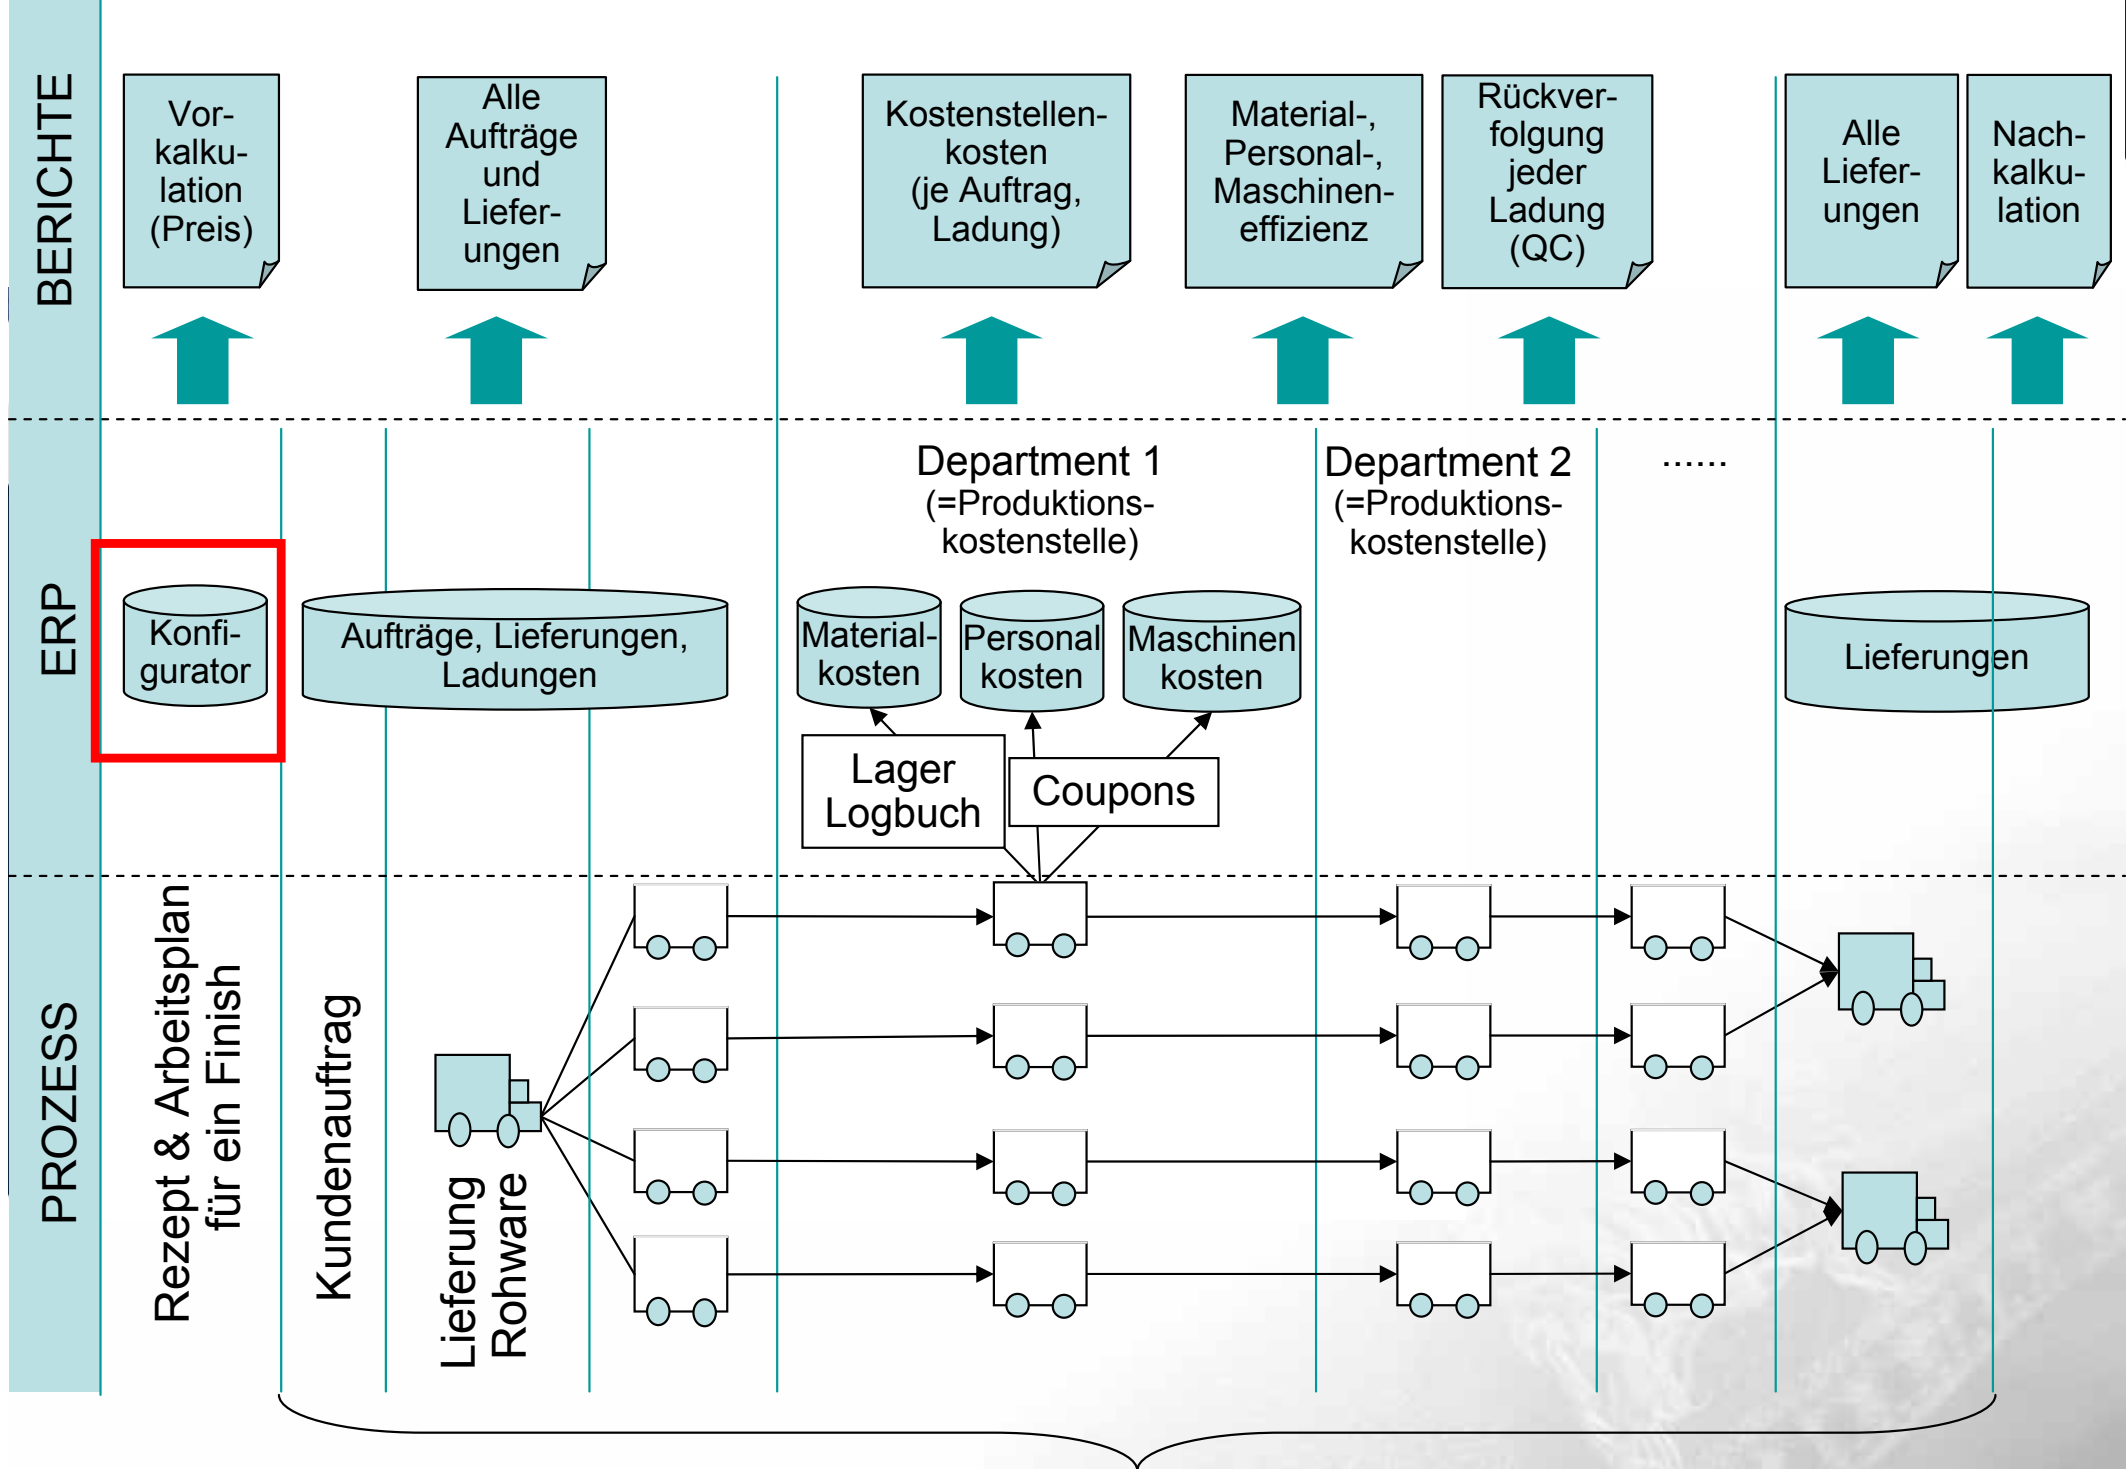 BERICHTE
Vor-
kalku-
lation
(Preis)
Alle
Aufträge
und
Liefer-
ungen
Kostenstellen-
kosten
(je Auftrag,
Ladung)
Material-,
Personal-,
Maschinen-
effizienz
Rückver-
folgung
jeder
Ladung
(QC)
Alle
Liefer-
ungen
Nach-
kalku-
lation
ERP
Department 1
(=Produktions-
kostenstelle)
Department 2
(=Produktions-
kostenstelle)
......
Konfi-
gurator
Aufträge, Lieferungen,
Ladungen
Material-
kosten
Personal
kosten
Maschinen
kosten
Lieferungen
Lager
Logbuch
Coupons
PROZESS
Rezept & Arbeitsplan
für ein Finish
Kundenauftrag
Lieferung
Rohware